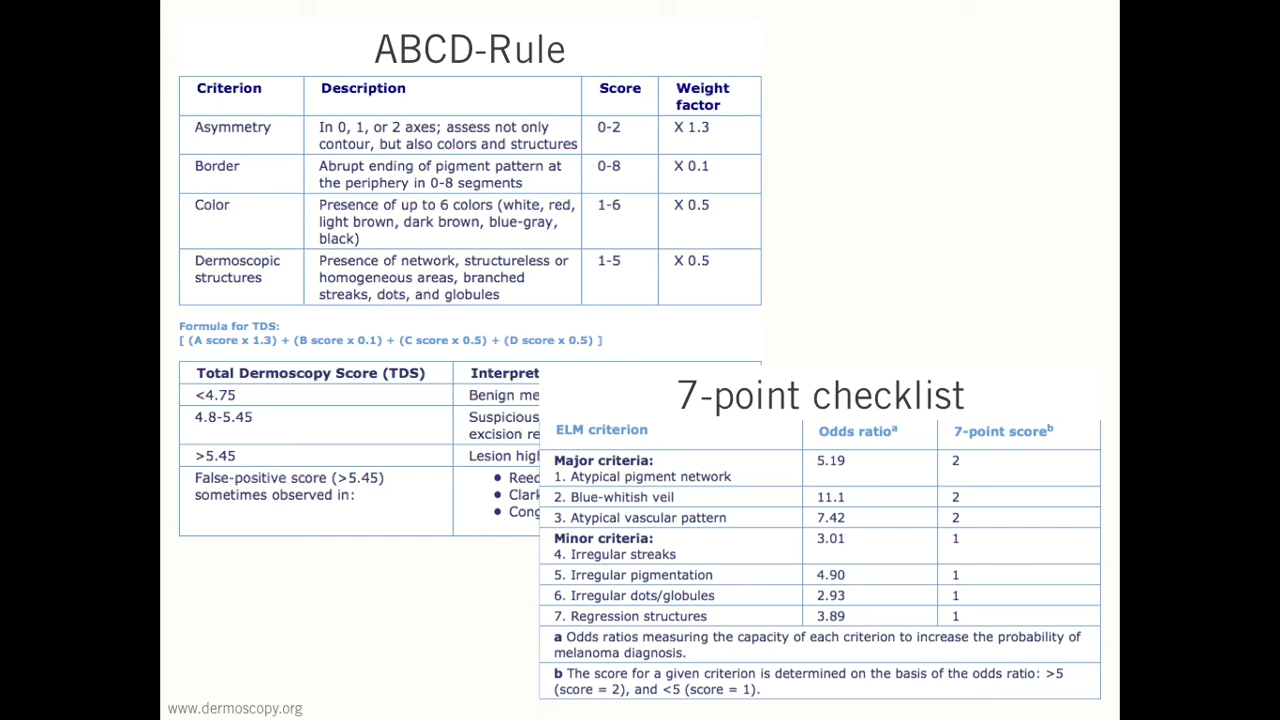 ABCD-Rule
Criterion Description Score Weight
factor
Asymmetry In 0, 1, or 2 axes; assess not only 0-2 X 1.3
contour, but also colors and structures
Border Abrupt ending of pigment pattern at 0-8 X 0.1
the periphery in 0-8 segments
Color Presence of up to 6 colors (white, red, 1-6 X 0.5
light brown, dark brown, blue-gray,
black)
Dermoscopic Presence of network, structureless or 1-5 X 0.5
structures homogeneous areas, branched
streaks, dots, and globules
Formula for TDS:
[ (A score x 1.3) + (B score x 0.1) + (C score x 0.5) + (D score x 0.5) ]
Total Dermoscopy Score (TDS) Interpret
<4.75 Benign me
4.8-5.45 Suspicious
excision re
>5.45 Lesion high
False-positive score (>5.45) • Reed
sometimes observed in: • Clark
• Cong
7-point checklist
ELM criterion Odds ratioa 7-point scoreb
Major criteria: 5.19 2
1. Atypical pigment network
2. Blue-whitish veil 11.1 2
3. Atypical vascular pattern 7.42 2
Minor criteria: 3.01 1
4. Irregular streaks
5. Irregular pigmentation 4.90 1
6. Irregular dots/globules 2.93 1
7. Regression structures 3.89 1
a Odds ratios measuring the capacity of each criterion to increase the probability of
melanoma diagnosis.
b The score for a given criterion is determined on the basis of the odds ratio: >5
(score = 2), and <5 (score = 1).
www.dermoscopy.org